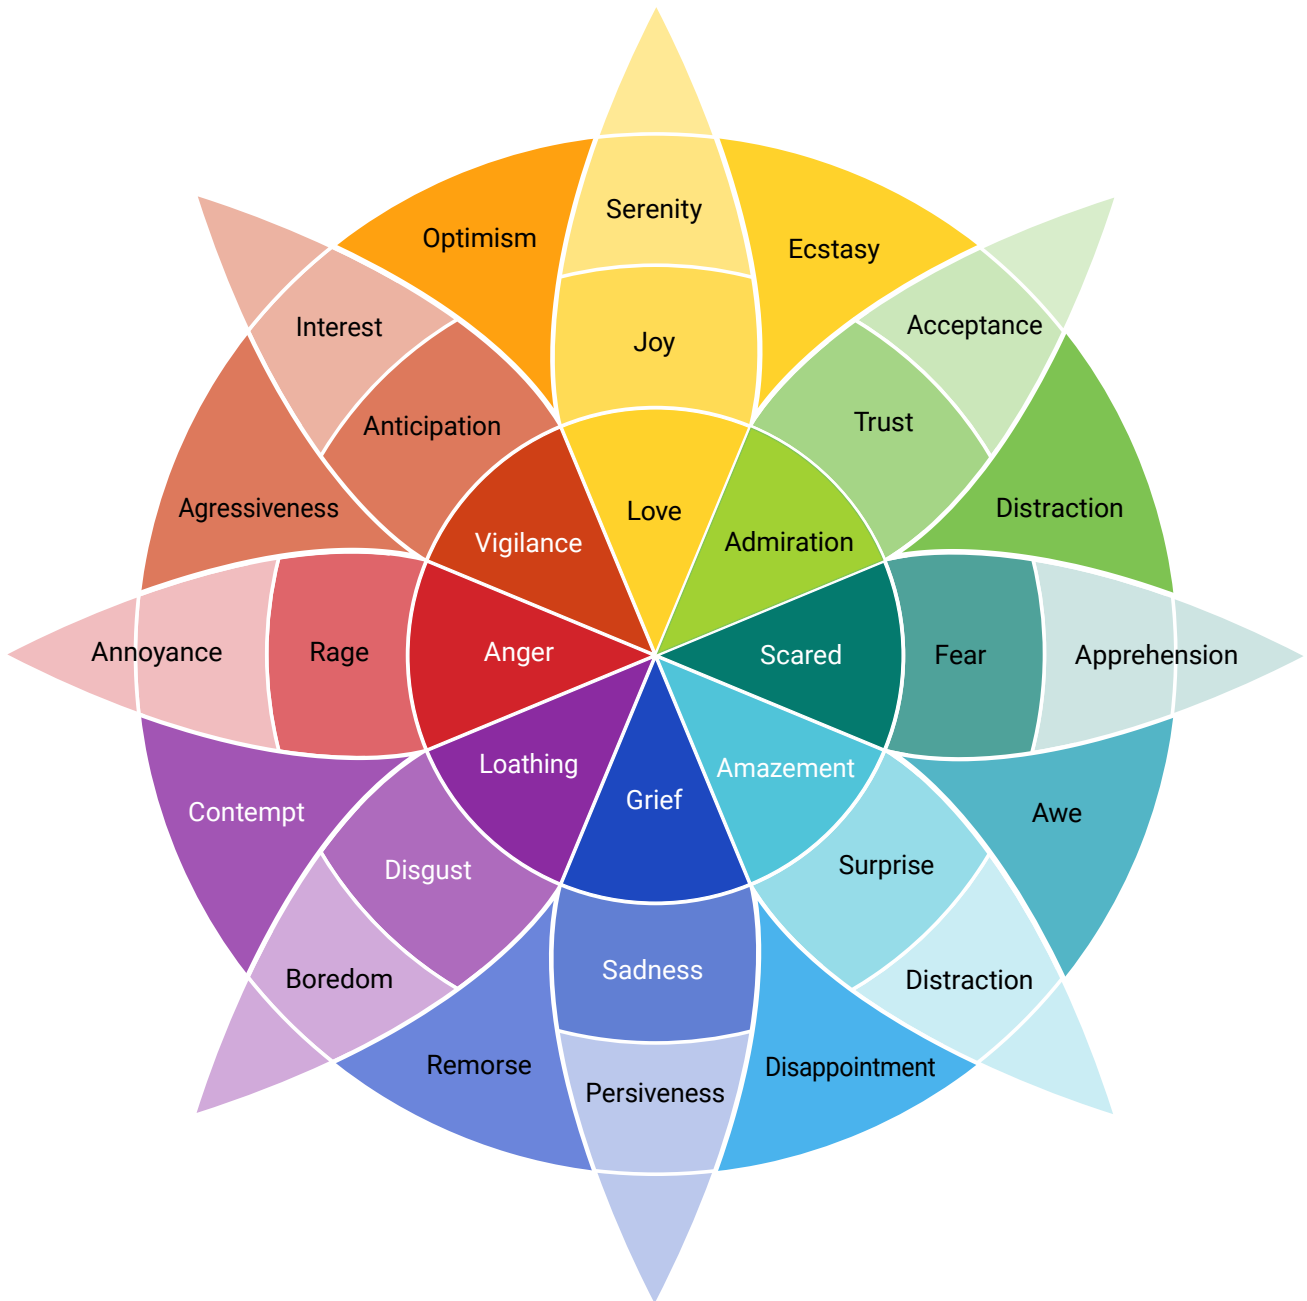 Serenity
Optimism
Ecstasy
Interest
Acceptance
Joy
Anticipation
Trust
Agressiveness
Love
Distraction
Vigilance
Admiration
Annoyance
Rage
Anger
Scared
Fear
Apprehension
Loathing
Amazement
Grief
Contempt
Awe
Disgust
Surprise
Sadness
Boredom
Distraction
Remorse
Disappointment
Persiveness